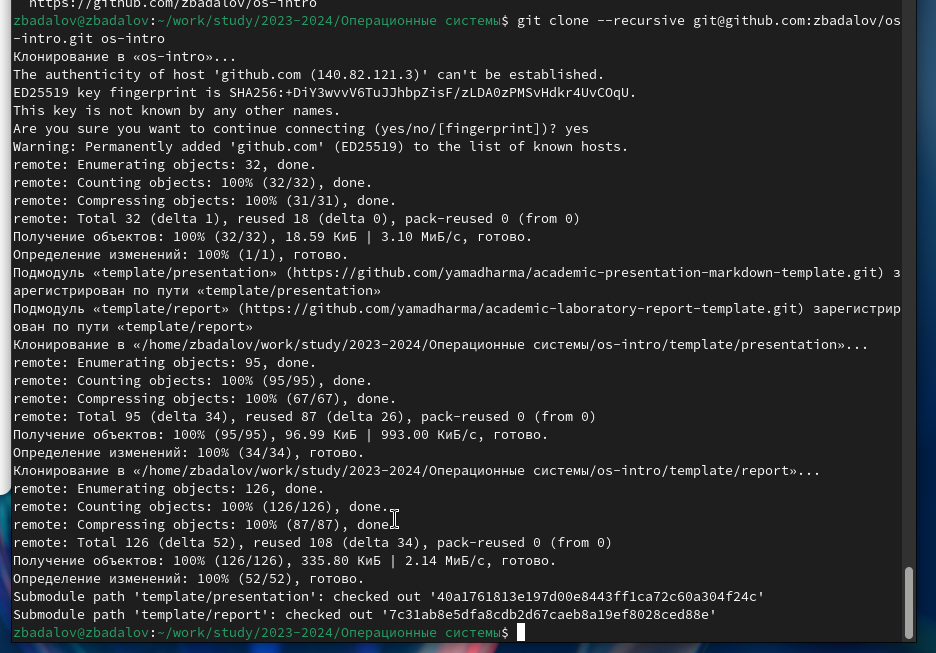 https://github.com/zbadalov/os-intro
zbadalov@zbadalov:~/work/study/2023-2024/Операционные системы$ git clone --recursive git@github.com:zbadalov/os
-intro.git os-intro
Клонирование в «os-intro»...
The authenticity of host 'github.com (140.82.121.3)' can't be established.
ED25519 key fingerprint is SHA256:+DiY3wvvV6TuJJhbpZisF/zLDA0zPMSvHdkr4UvCOqU.
This key is not known by any other names.
Are you sure you want to continue connecting (yes/no/[fingerprint])? yes
Warning: Permanently added 'github.com' (ED25519) to the list of known hosts.
remote: Enumerating objects: 32, done.
remote: Counting objects: 100% (32/32), done.
remote: Compressing objects: 100% (31/31), done.
remote: Total 32 (delta 1), reused 18 (delta 0), pack-reused 0 (from 0)
Получение объектов: 100% (32/32), 18.59 КиБ | 3.10 МиБ/с, готово.
Определение изменений: 100% (1/1), готово.
Подмодуль «template/presentation» (https://github.com/yamadharma/academic-presentation-markdown-template.git) з
арегистрирован по пути «template/presentation»
Подмодуль «template/report» (https://github.com/yamadharma/academic-laboratory-report-template.git) зарегистрир
ован по пути «template/report»
Клонирование в «/home/zbadalov/work/study/2023-2024/Операционные системы/os-intro/template/presentation»...
remote: Enumerating objects: 95, done.
remote: Counting objects: 100% (95/95), done.
remote: Compressing objects: 100% (67/67), done.
remote: Total 95 (delta 34), reused 87 (delta 26), pack-reused 0 (from 0)
Получение объектов: 100% (95/95), 96.99 КиБ | 993.00 КиБ/с, готово.
Определение изменений: 100% (34/34), готово.
Клонирование в «/home/zbadalov/work/study/2023-2024/Операционные системы/os-intro/template/report»...
remote: Enumerating objects: 126, done.
remote: Counting objects: 100% (126/126), done.
remote: Compressing objects: 100% (87/87), done.
remote: Total 126 (delta 52), reused 108 (delta 34), pack-reused 0 (from 0)
Получение объектов: 100% (126/126), 335.80 КиБ | 2.14 МиБ/с, готово.
Определение изменений: 100% (52/52), готово.
Submodule path 'template/presentation': checked out '40a1761813e197d00e8443ff1ca72c60a304f24c'
Submodule path 'template/report': checked out '7c31ab8e5dfa8cdb2d67caeb8a19ef8028ced88e'
zbadalov@zbadalov:~/work/study/2023-2024/Операционные системы$